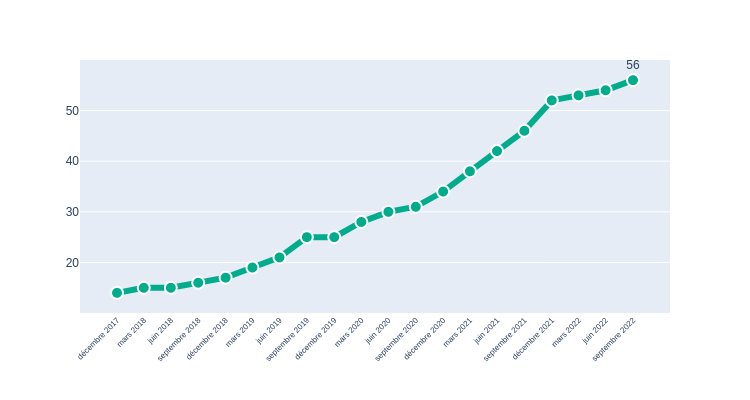 56
50
40
30
20
décembre 2017
mars 2018
juin 2018
septembre 2018
décembre 2018
mars 2019
juin 2019
septembre 2019
décembre 2019
mars 2020
juin 2020
septembre 2020
décembre 2020
mars 2021
juin 2021
septembre 2021
décembre 2021
mars 2022
juin 2022
septembre 2022